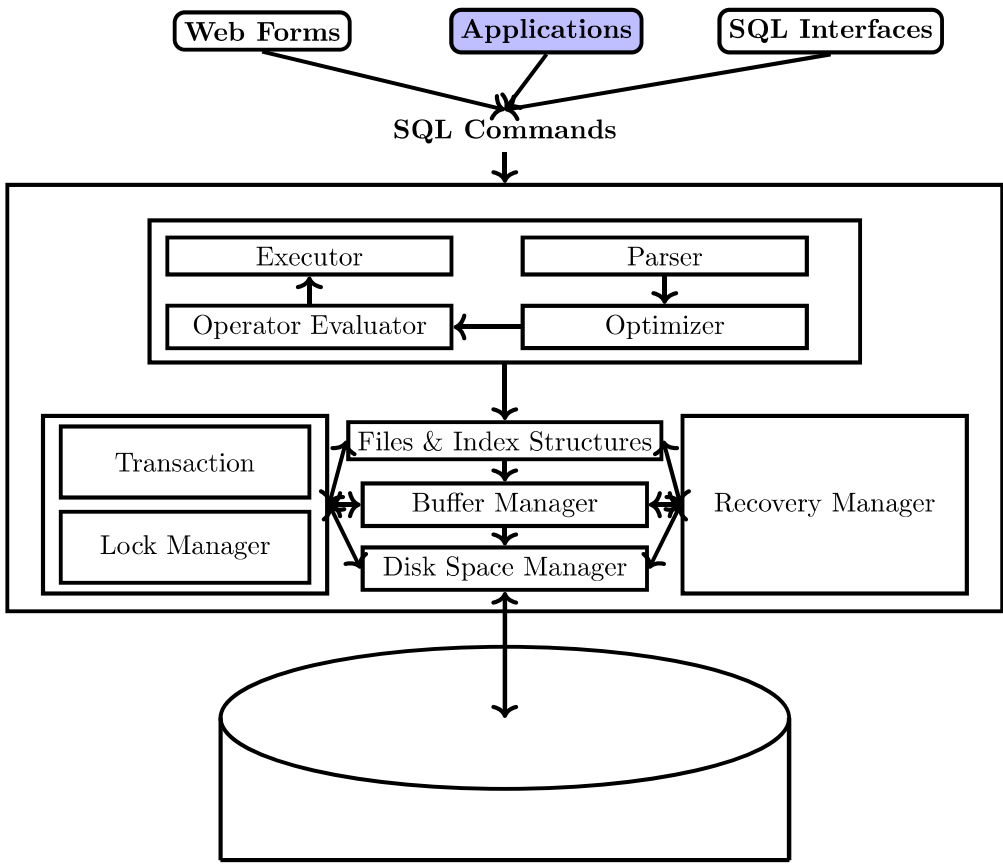 Web Forms
Applications
SQL Interfaces
SQL Commands
Executor
Parser
Operator Evaluator
Optimizer
Files & Index Structures
Transaction
Buffer Manager
Recovery Manager
Lock Manager
Disk Space Manager